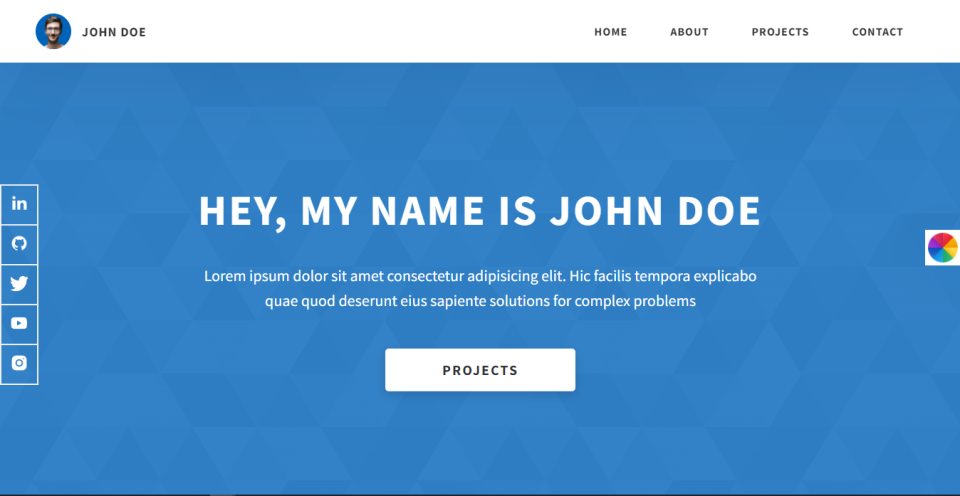 JOHN DOE
HOME ABOUT PROJECTS CONTACT
in
HEY, MY NAME IS JOHN DOE
Lorem ipsum dolor sit amet consectetur adipisicing elit. Hic facilis tempora explicabo
quae quod deserunt eius sapiente solutions for complex problems
PROJECTS